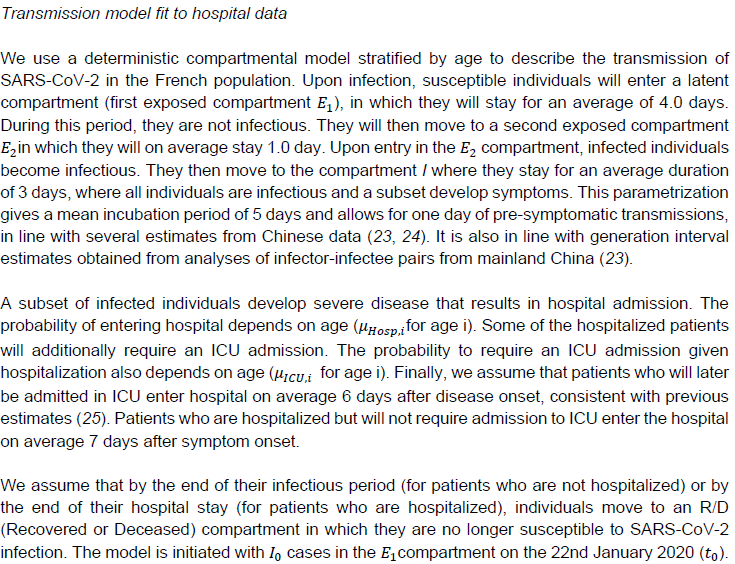 Transmission model fit to hospital data
We use a deterministic compartmental model stratified by age to describe the transmission of
SARS-CoV-2 in the French population. Upon infection, susceptible individuals will enter a latent
compartment (first exposed compartment E₁), in which they will stay for an average of 4.0 days.
During this period, they are not infectious. They will then move to a second exposed compartment
E₂in which they will on average stay 1.0 day. Upon entry in the E₂ compartment, infected individuals
become infectious. They then move to the compartment I where they stay for an average duration
of 3 days, where all individuals are infectious and a subset develop symptoms. This parametrization
gives a mean incubation period of 5 days and allows for one day of pre-symptomatic transmissions,
in line with several estimates from Chinese data (23, 24). It is also in line with generation interval
estimates obtained from analyses of infector-infectee pairs from mainland China (23).
A subset of infected individuals develop severe disease that results in hospital admission. The
probability of entering hospital depends on age (μ_Hosp,i for age i). Some of the hospitalized patients
will additionally require an ICU admission. The probability to require an ICU admission given
hospitalization also depends on age (μ_ICU,i for age i). Finally, we assume that patients who will later
be admitted in ICU enter hospital on average 6 days after disease onset, consistent with previous
estimates (25). Patients who are hospitalized but will not require admission to ICU enter the hospital
on average 7 days after symptom onset.
We assume that by the end of their infectious period (for patients who are not hospitalized) or by
the end of their hospital stay (for patients who are hospitalized), individuals move to an R/D
(Recovered or Deceased) compartment in which they are no longer susceptible to SARS-CoV-2
infection. The model is initiated with I₀ cases in the E₁compartment on the 22nd January 2020 (t₀).